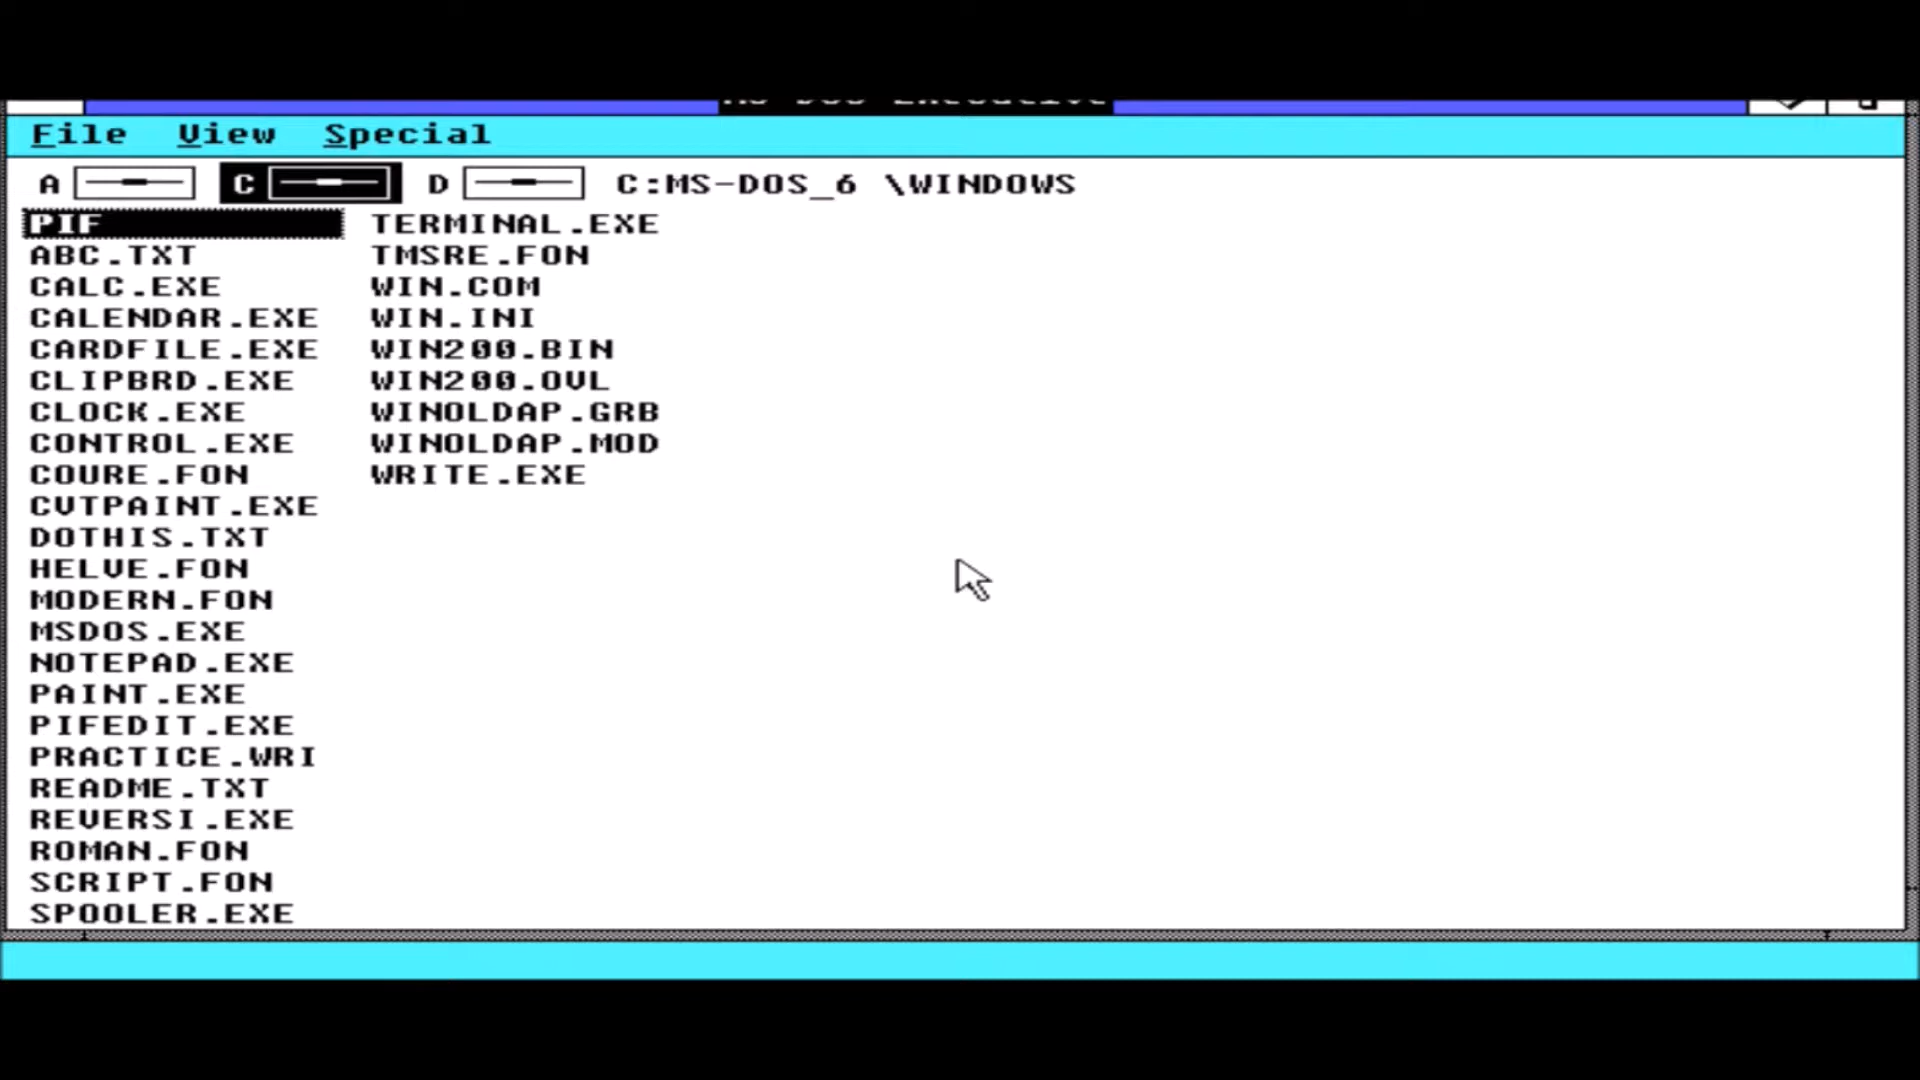 MS-DOS Executive
File View Special
A C D C:MS-DOS_6 \WINDOWS
PIF
ABC.TXT
CALC.EXE
CALENDAR.EXE
CARDFILE.EXE
CLIPBRD.EXE
CLOCK.EXE
CONTROL.EXE
COURE.FON
CVTPAINT.EXE
DOTHIS.TXT
HELVE.FON
MODERN.FON
MSDOS.EXE
NOTEPAD.EXE
PAINT.EXE
PIFEDIT.EXE
PRACTICE.WRI
README.TXT
REVERSI.EXE
ROMAN.FON
SCRIPT.FON
SPOOLER.EXE
TERMINAL.EXE
TMSRE.FON
WIN.COM
WIN.INI
WIN200.BIN
WIN200.OVL
WINOLDAP.GRB
WINOLDAP.MOD
WRITE.EXE